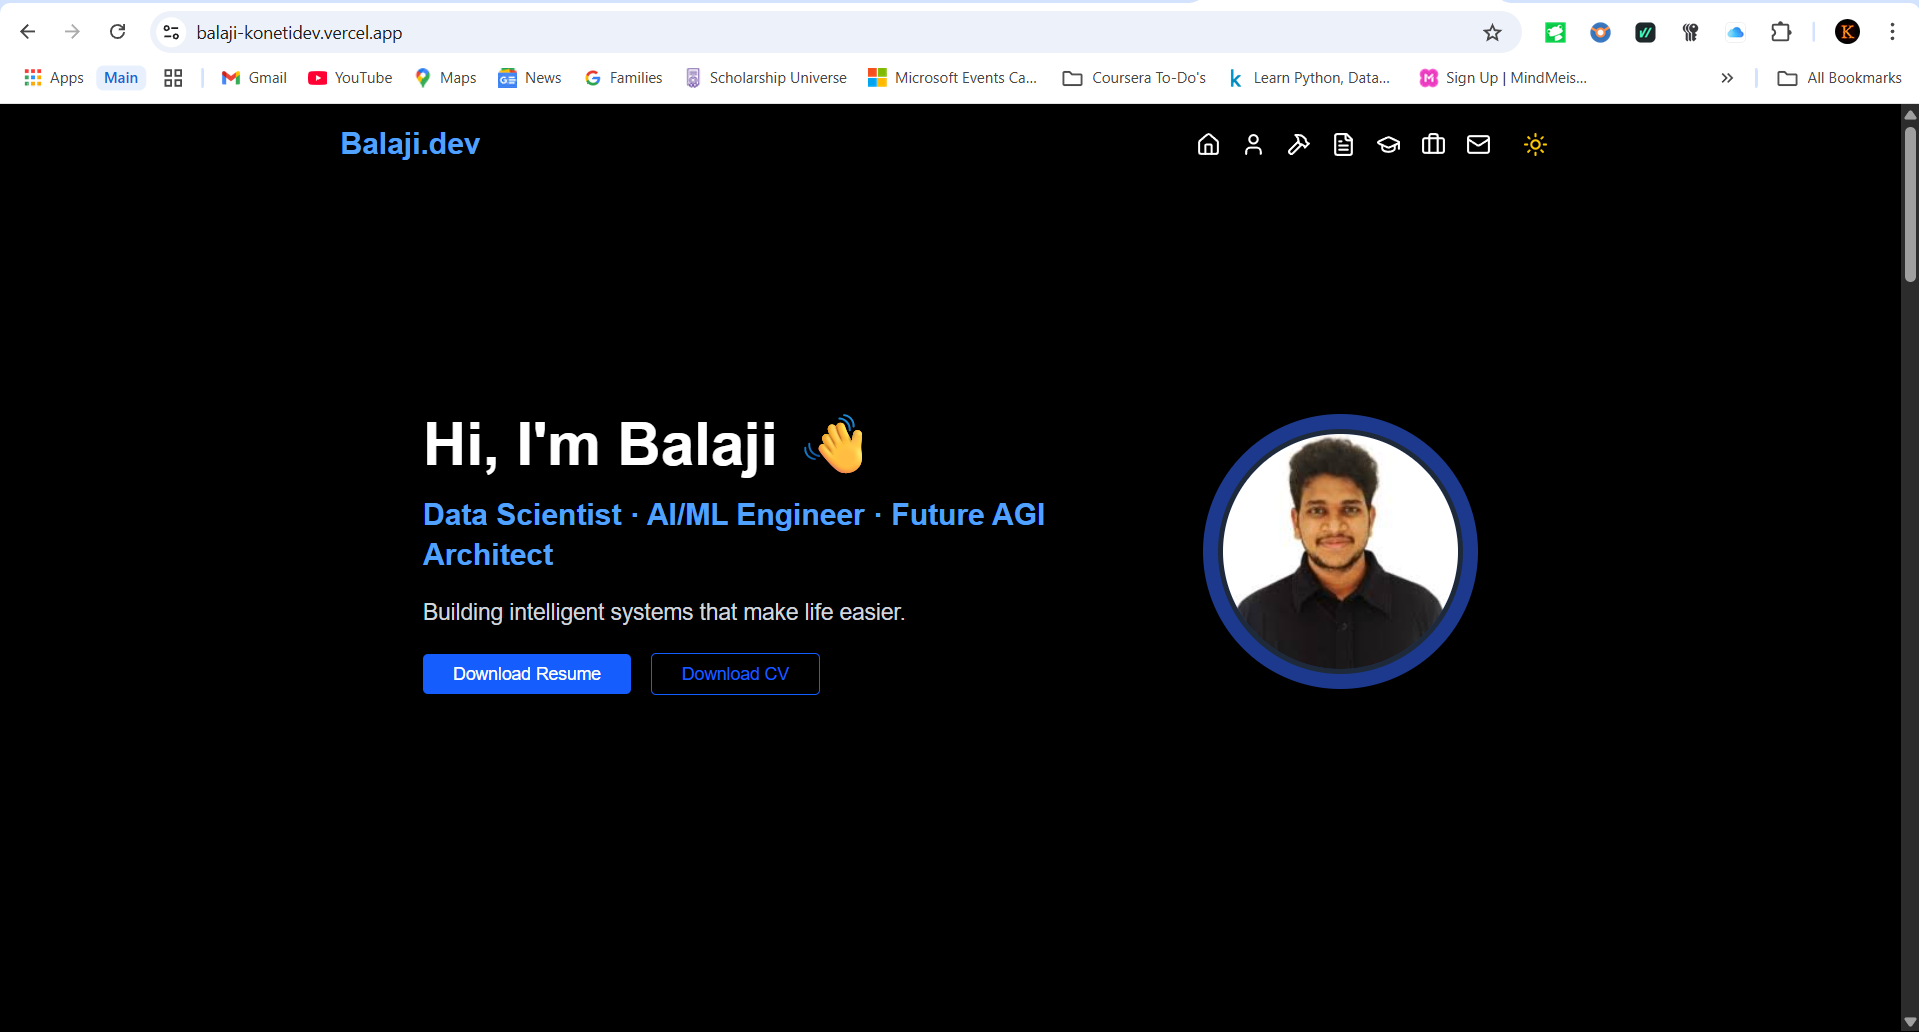 balaji-konetidev.vercel.app
K
Apps Main Gmail YouTube Maps News Families Scholarship Universe Microsoft Events Ca... Coursera To-Do's Learn Python, Data... Sign Up | MindMeis... » All Bookmarks
Balaji.dev
Hi, I'm Balaji 👋
Data Scientist · AI/ML Engineer · Future AGI
Architect
Building intelligent systems that make life easier.
Download Resume Download CV